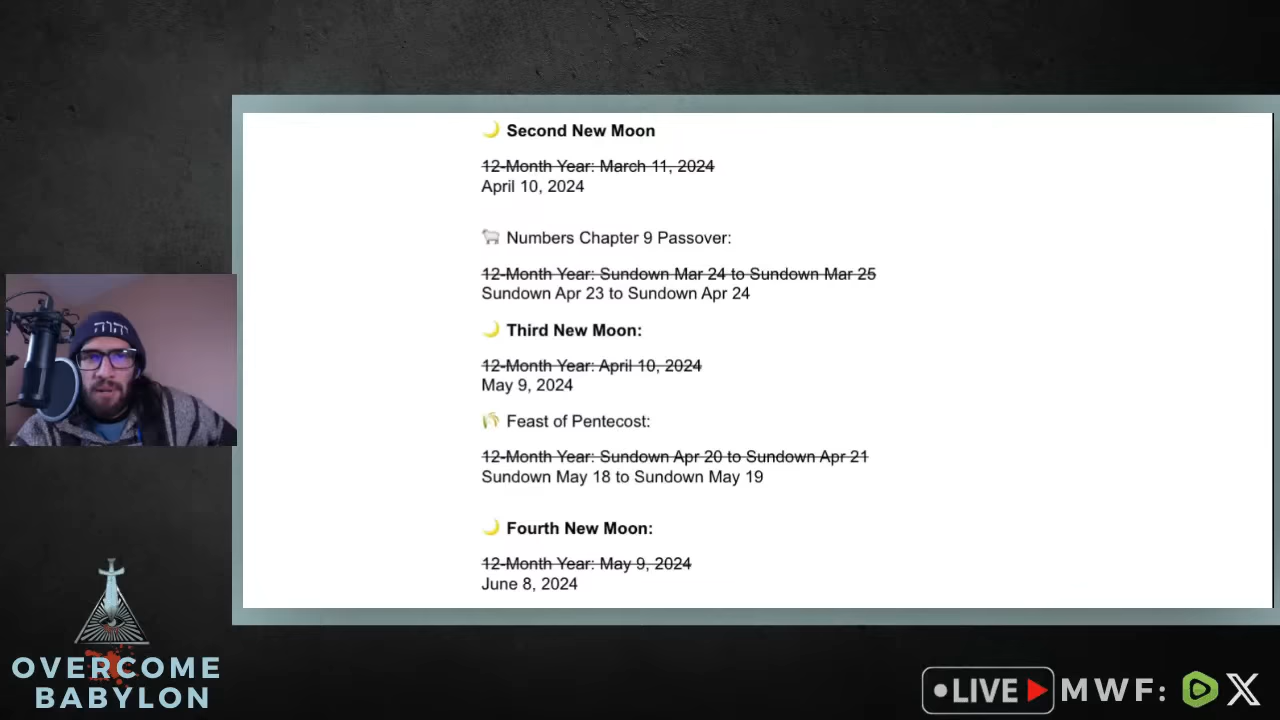 🌙 Second New Moon
12-Month Year: March 11, 2024
April 10, 2024
🐑 Numbers Chapter 9 Passover:
12-Month Year: Sundown Mar 24 to Sundown Mar 25
Sundown Apr 23 to Sundown Apr 24
🌙 Third New Moon:
12-Month Year: April 10, 2024
May 9, 2024
🌾 Feast of Pentecost:
12-Month Year: Sundown Apr 20 to Sundown Apr 21
Sundown May 18 to Sundown May 19
🌙 Fourth New Moon:
12-Month Year: May 9, 2024
June 8, 2024
יהוה
OVERCOME
BABYLON
LIVE MWF: X